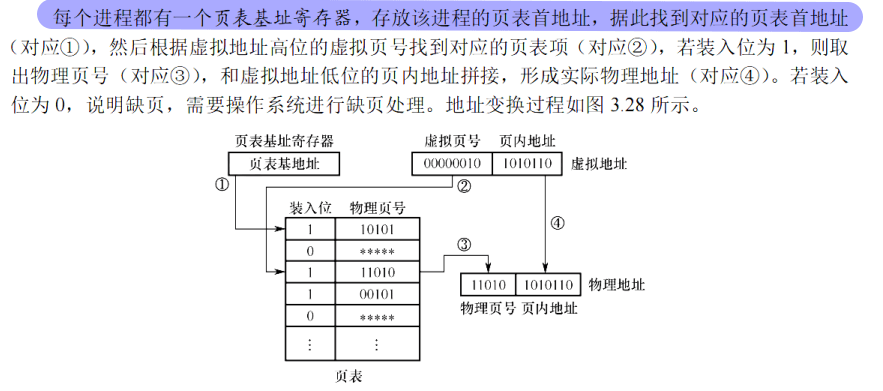 每个进程都有一个页表基址寄存器，存放该进程的页表首地址，据此找到对应的页表首地址
（对应①），然后根据虚拟地址高位的虚拟页号找到对应的页表项（对应②），若装入位为 1，则取
出物理页号（对应③），和虚拟地址低位的页内地址拼接，形成实际物理地址（对应④）。若装入
位为 0，说明缺页，需要操作系统进行缺页处理。地址变换过程如图 3.28 所示。
页表基址寄存器 虚拟页号 页内地址
页表基地址 00000010 1010110 虚拟地址
① ②
装入位 物理页号
1 10101 ④
0 ***** ③
1 11010
11010 1010110 物理地址
1 00101
物理页号 页内地址
0 *****
⋮ ⋮
页表